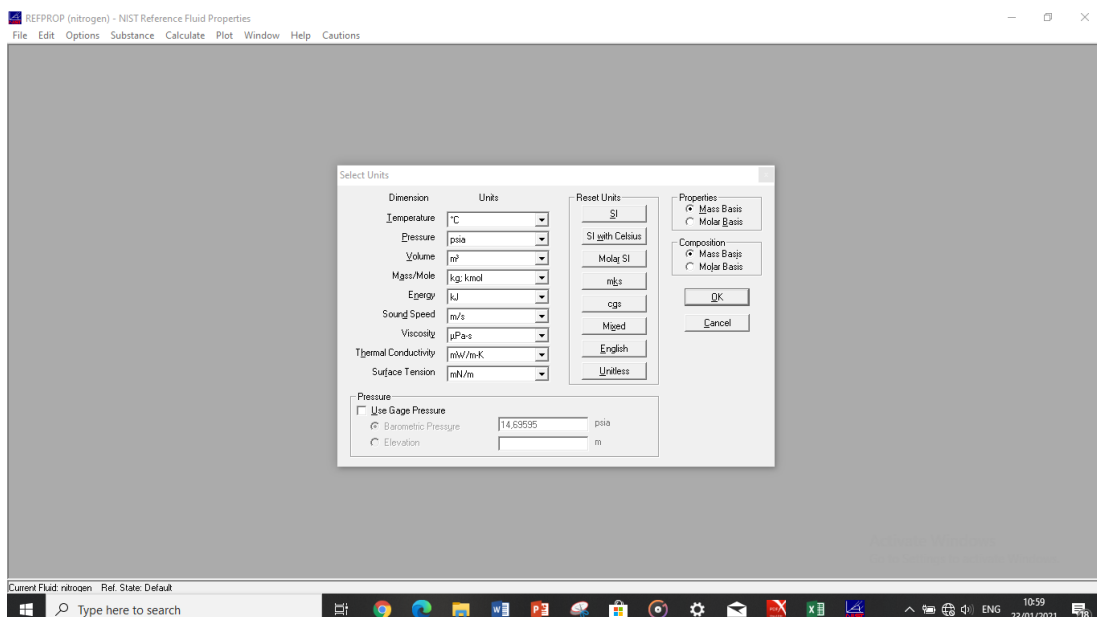 REFPROP (nitrogen) - NIST Reference Fluid Properties
File Edit Options Substance Calculate Plot Window Help Cautions
Select Units
Dimension Units
Temperature °C
Pressure psia
Volume m³
Mass/Mole kg; kmol
Energy kJ
Sound Speed m/s
Viscosity µPa-s
Thermal Conductivity mW/m-K
Surface Tension mN/m
Reset Units
SI
SI with Celsius
Molar SI
mks
cgs
Mixed
English
Unitless
Properties
Mass Basis
Molar Basis
Composition
Mass Basis
Molar Basis
OK
Cancel
Pressure
Use Gage Pressure
Barometric Pressure 14,69595 psia
Elevation m
Current Fluid: nitrogen Ref. State: Default
Type here to search
ENG
10:59
22/01/2021